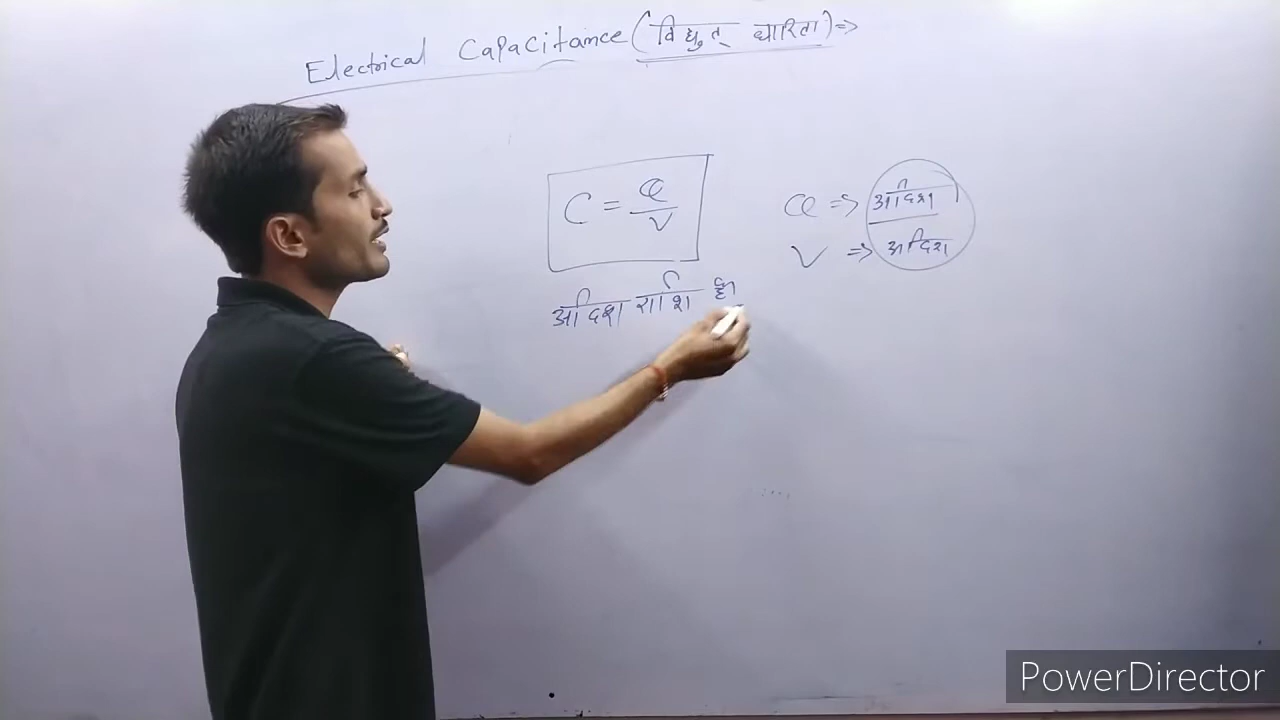 Electrical Capacitance (विद्युत् धारिता) =>
C = Q / V
Q => अदिश
V => अदिश
अदिश राशि है
PowerDirector